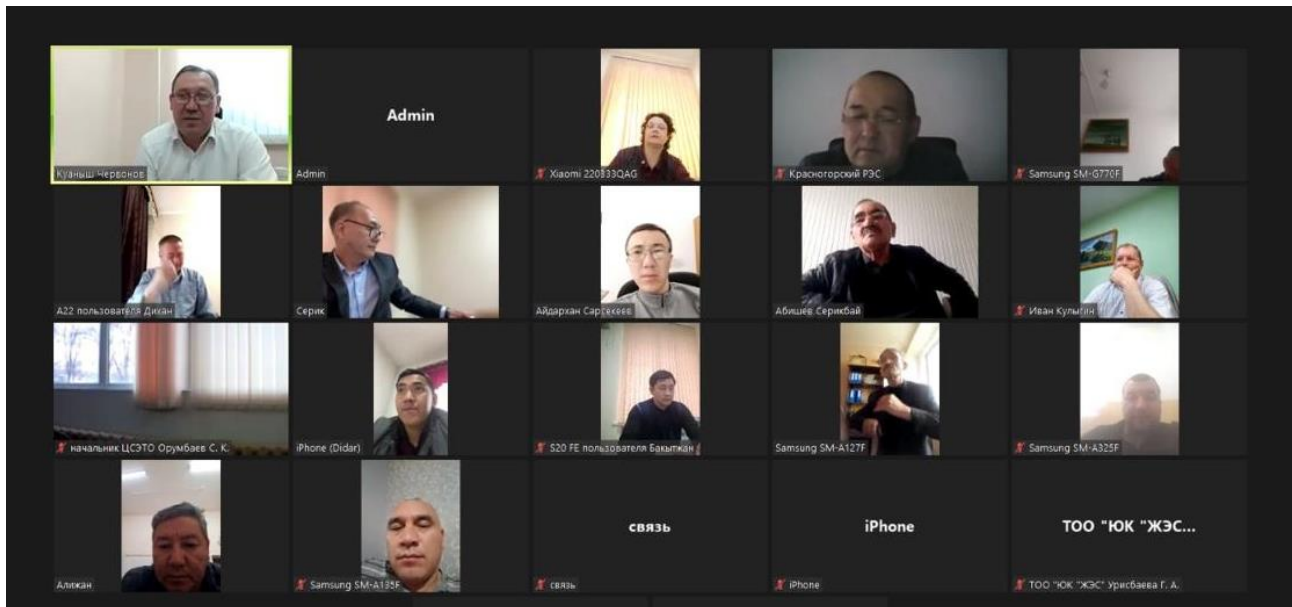 Куаныш Червонов
Admin
Admin
Xiaomi 220333QAG
Красногорский РЭС
Samsung SM-G770F
A22 пользователя Дихан
Серик
Айдархан Саргекеев
Абишев Серикбай
Иван Кулыгин
начальник ЦСЭТО Орумбаев С. К.
iPhone (Didar)
S20 FE пользователя Бакытжан
Samsung SM-A127F
Samsung SM-A325F
Алижан
Samsung SM-A135F
связь
связь
iPhone
iPhone
ТОО "ЮК "ЖЭС...
ТОО "ЮК "ЖЭС" Урисбаева Г. А.